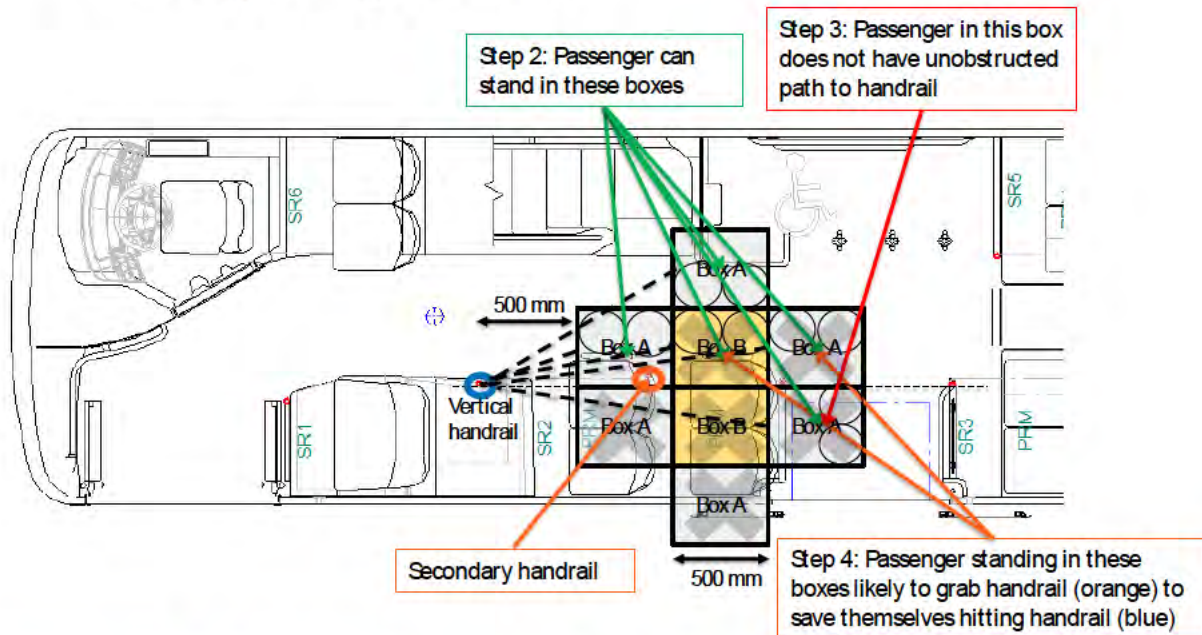 Step 2: Passenger can
stand in these boxes
Step 3: Passenger in this box
does not have unobstructed
path to handrail
SR6
SR5
Box A
500 mm
Box A
Box B
Box A
Vertical
handrail
SR1
SR2
PRM
Box A
Box B
Box A
SR3
PRM
Box A
Secondary handrail
500 mm
Step 4: Passenger standing in these
boxes likely to grab handrail (orange) to
save themselves hitting handrail (blue)